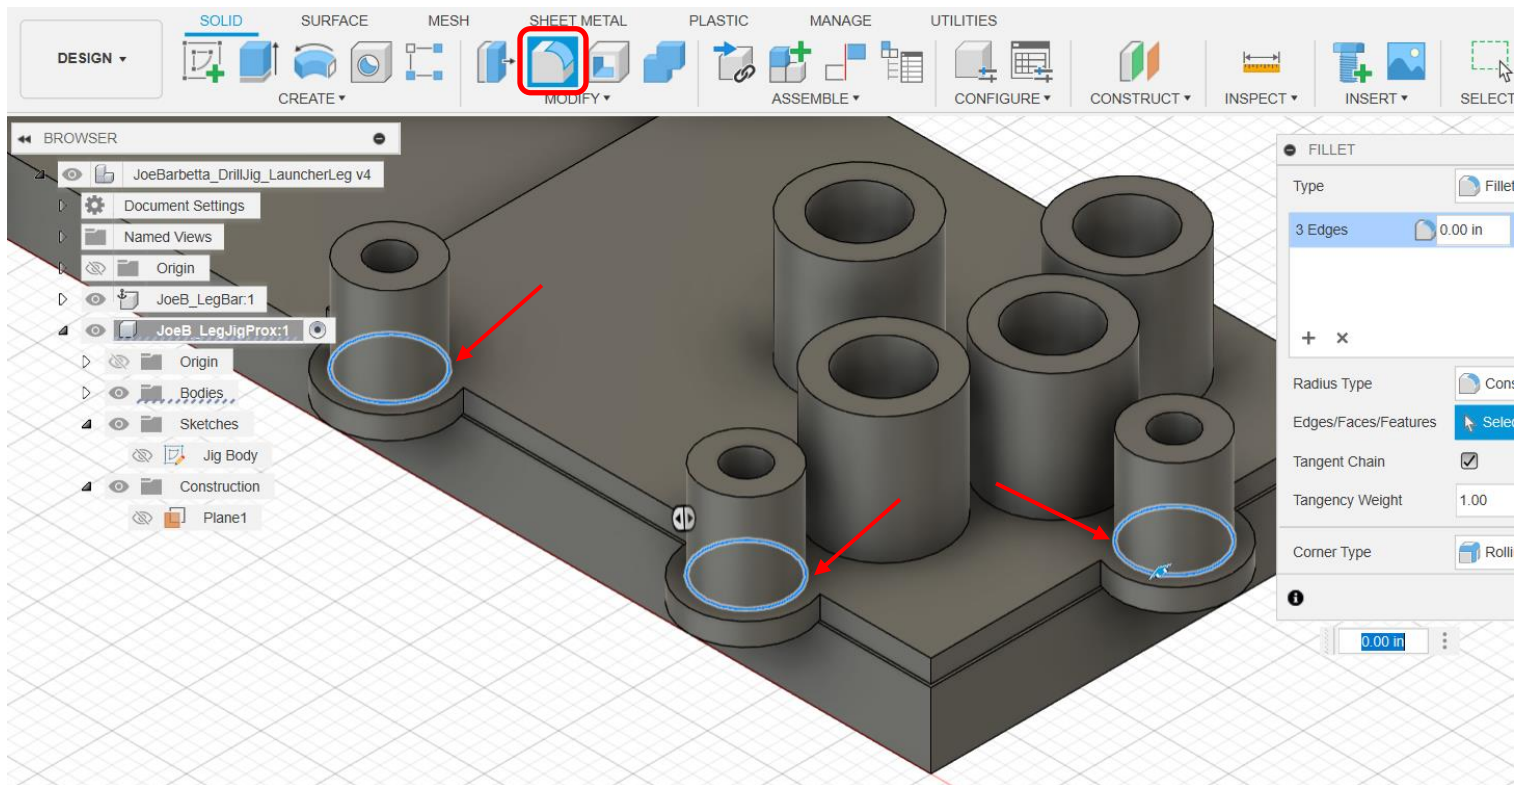 SOLID SURFACE MESH SHEET METAL PLASTIC MANAGE UTILITIES
DESIGN ▾
CREATE ▾ MODIFY ▾ ASSEMBLE ▾ CONFIGURE ▾ CONSTRUCT ▾ INSPECT ▾ INSERT ▾ SELECT
BROWSER
JoeBarbetta_DrillJig_LauncherLeg v4
Document Settings
Named Views
Origin
JoeB_LegBar:1
JoeB_LegJigProx:1
Origin
Bodies
Sketches
Jig Body
Construction
Plane1
FILLET
Type Fillet
3 Edges 0.00 in
Radius Type Cons
Edges/Faces/Features Selec
Tangent Chain
Tangency Weight 1.00
Corner Type Rolli
0.00 in